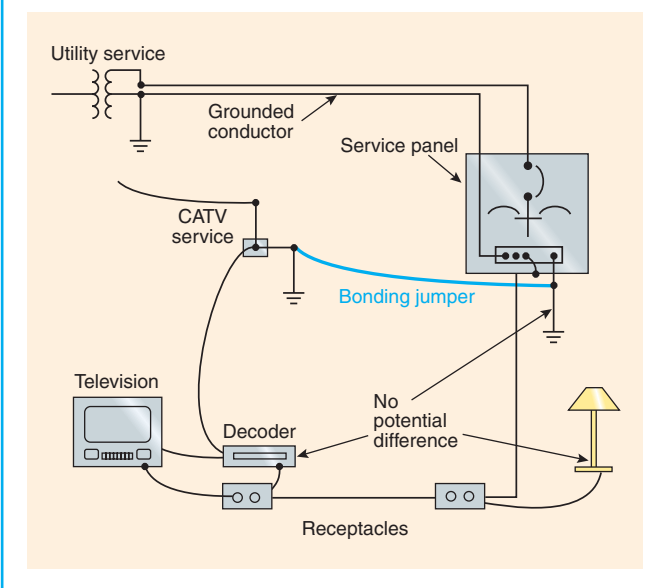 Utility service
Grounded
conductor
Service panel
CATV
service
Bonding jumper
Television
No
potential
difference
Decoder
Receptacles